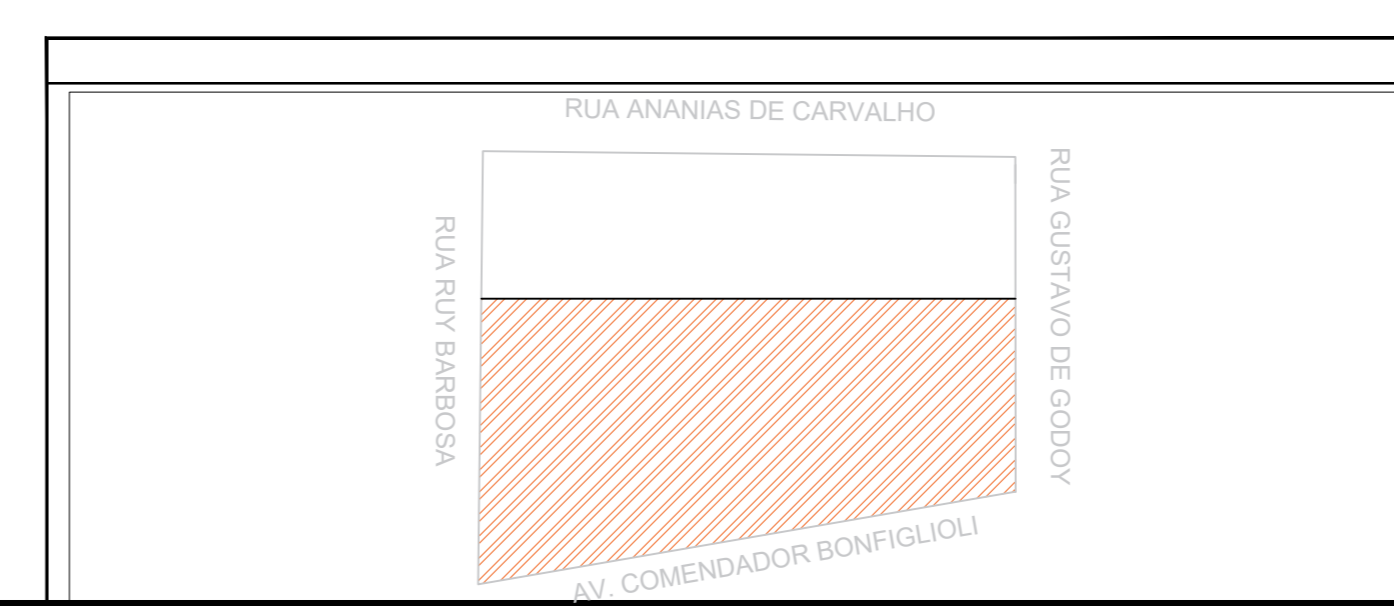 RUA ANANIAS DE CARVALHO
RUA RUY BARBOSA
RUA GUSTAVO DE GODOY
AV. COMENDADOR BONFIGLIOLI